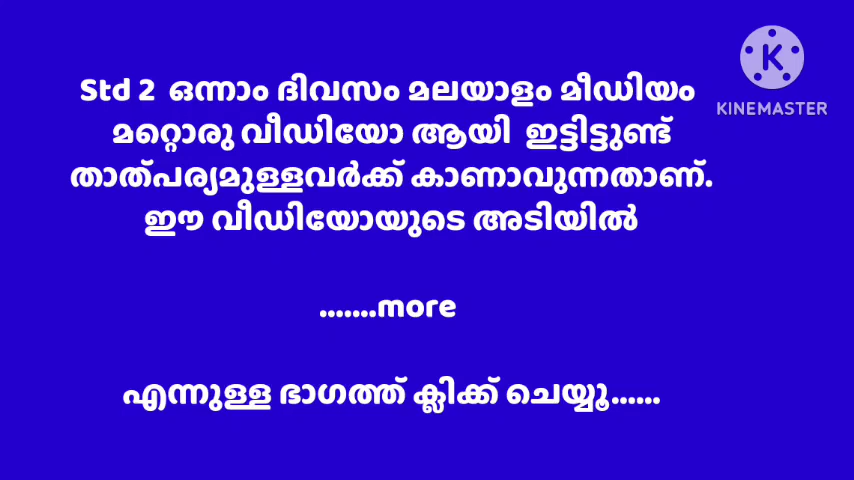 Std 2 ഒന്നാം ദിവസം മലയാളം മീഡിയം
മറ്റൊരു വീഡിയോ ആയി ഇട്ടിട്ടുണ്ട്
താത്പര്യമുള്ളവർക്ക് കാണാവുന്നതാണ്.
ഈ വീഡിയോയുടെ അടിയിൽ
.......more
എന്നുള്ള ഭാഗത്ത് ക്ലിക്ക് ചെയ്യൂ......
K
KINEMASTER